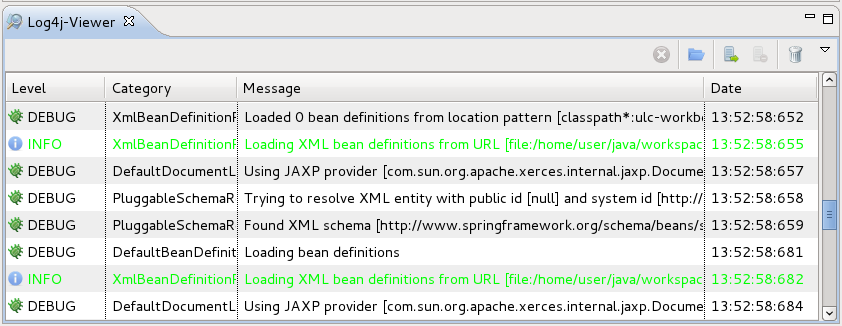 Log4j-Viewer
Level Category Message Date
DEBUG XmlBeanDefinitionR Loaded 0 bean definitions from location pattern [classpath*:ulc-workbe 13:52:58:652
INFO XmlBeanDefinitionR Loading XML bean definitions from URL [file:/home/user/java/workspac 13:52:58:655
DEBUG DefaultDocumentL Using JAXP provider [com.sun.org.apache.xerces.internal.jaxp.Docume 13:52:58:657
DEBUG PluggableSchemaR Trying to resolve XML entity with public id [null] and system id [http:// 13:52:58:658
DEBUG PluggableSchemaR Found XML schema [http://www.springframework.org/schema/beans/s 13:52:58:659
DEBUG DefaultBeanDefinit Loading bean definitions 13:52:58:681
INFO XmlBeanDefinitionR Loading XML bean definitions from URL [file:/home/user/java/workspac 13:52:58:682
DEBUG DefaultDocumentL Using JAXP provider [com.sun.org.apache.xerces.internal.jaxp.Docume 13:52:58:684